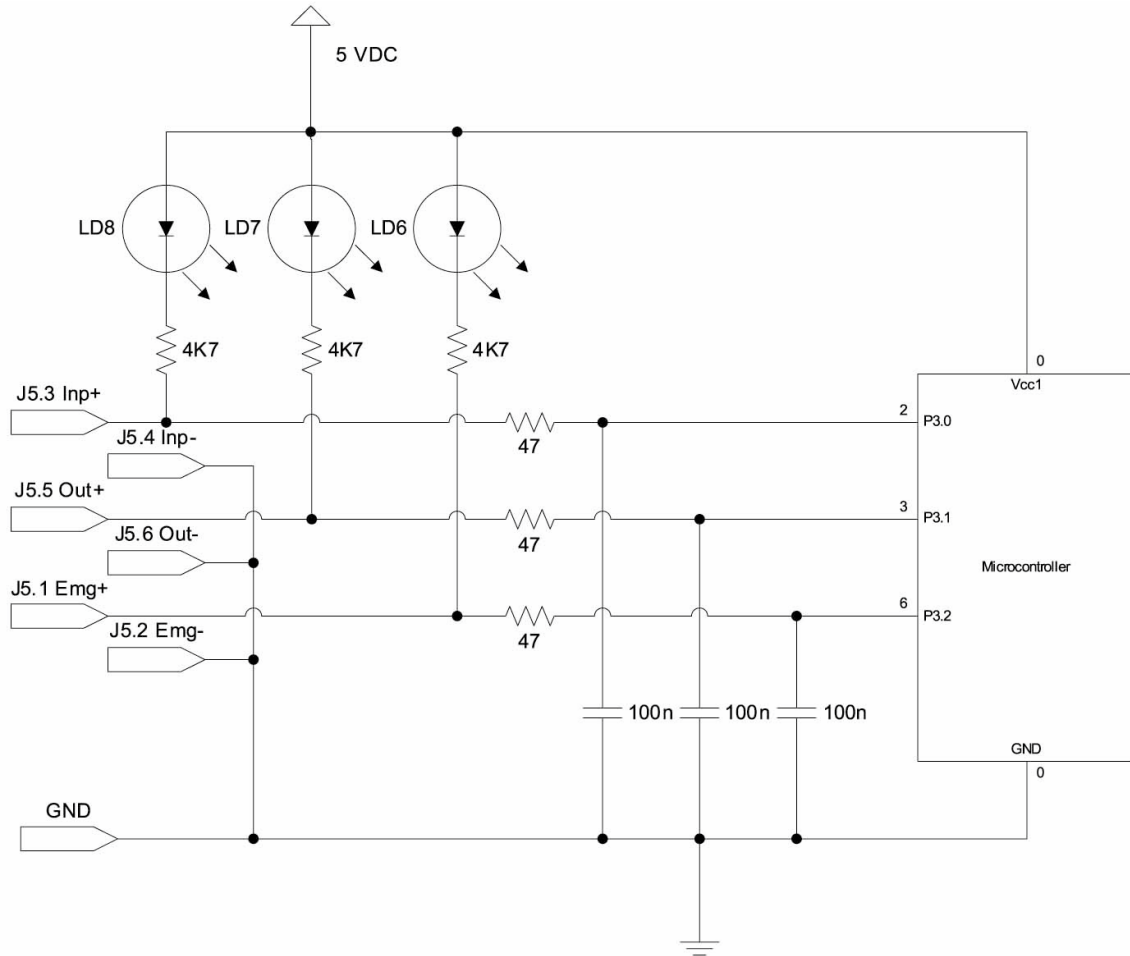 5 VDC
LD8
LD7
LD6
4K7
4K7
4K7
0
Vcc1
J5.3 Inp+
2
P3.0
47
J5.4 Inp-
J5.5 Out+
3
P3.1
47
J5.6 Out-
Microcontroller
J5.1 Emg+
6
P3.2
47
J5.2 Emg-
100n
100n
100n
GND
0
GND